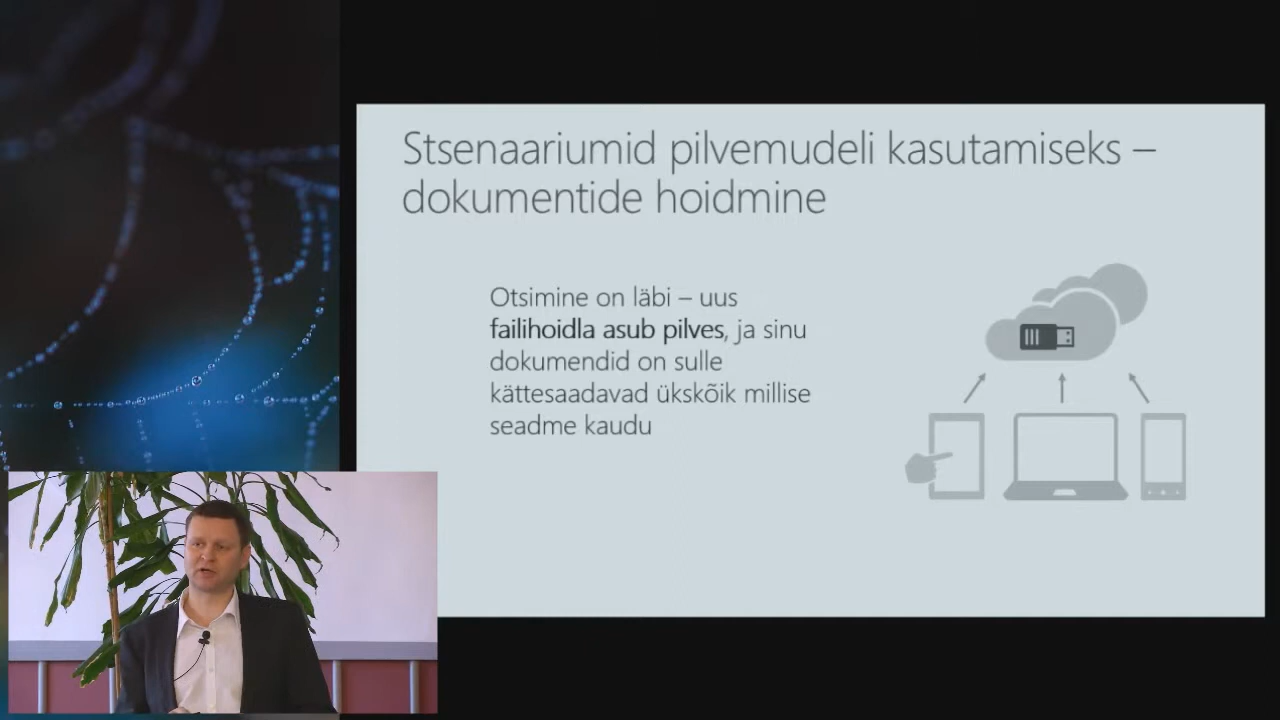 Stsenaariumid pilvemudeli kasutamiseks –
dokumentide hoidmine
Otsimine on läbi – uus
failihoidla asub pilves, ja sinu
dokumendid on sulle
kättesaadavad ükskõik millise
seadme kaudu